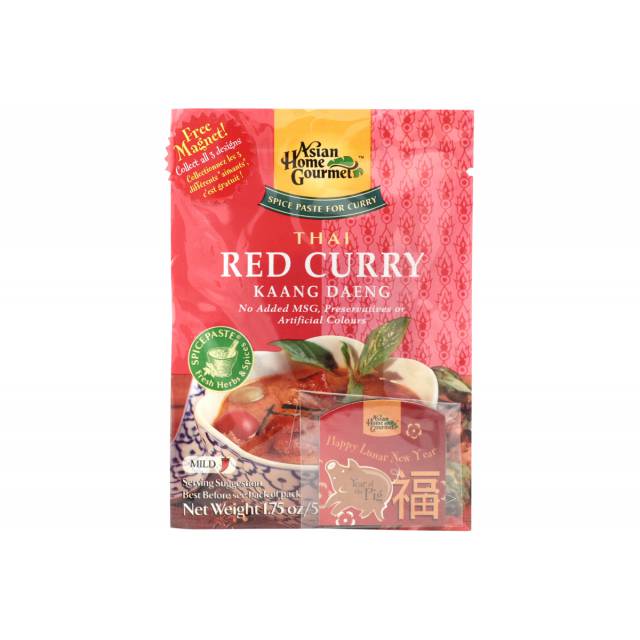 Free
Magnet!
Collect all 3 designs
Collectionnez les 3
différents "aimants",
c'est gratuit!
Asian
Home
Gourmet™
SPICE PASTE FOR CURRY
THAI
RED CURRY
KAANG DAENG
No Added MSG, Preservatives or
Artificial Colours
SPICEPASTE®
Fresh Herbs & Spices
MILD
Serving Suggestion
Best Before see back of pack
Net Weight 1.75 oz/5
Asian
Home
Gourmet
Happy Lunar New Year
Year of
the Pig
福